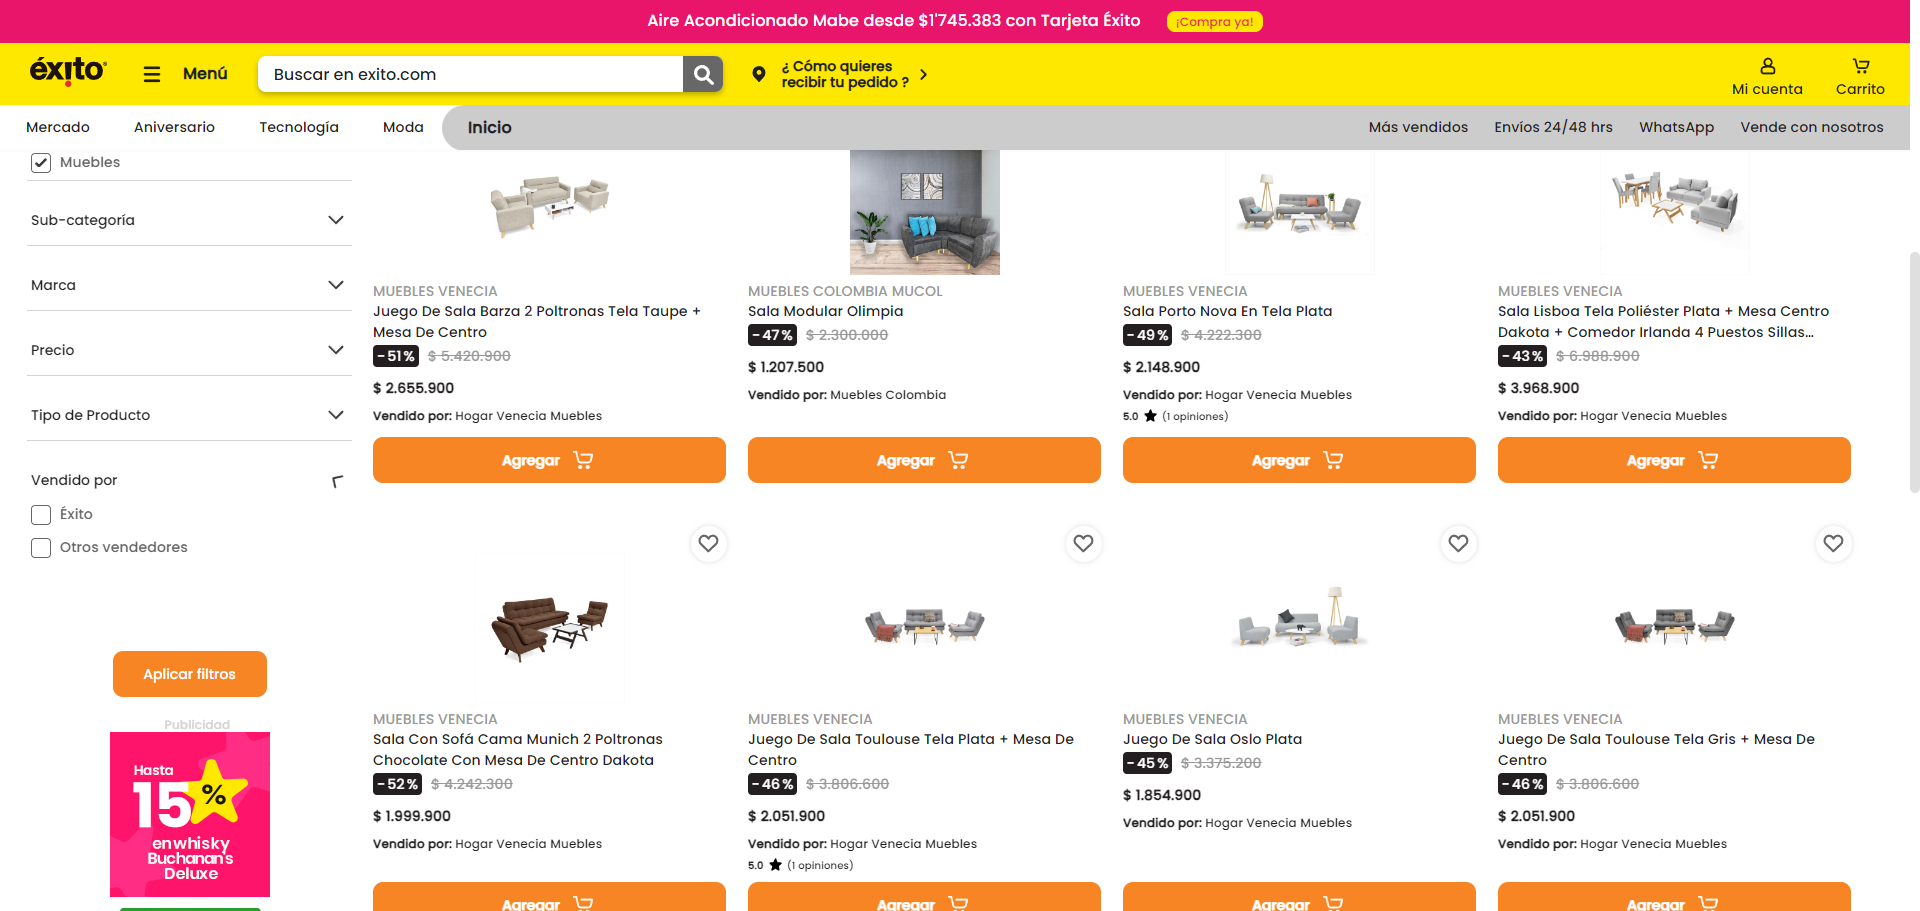 Aire Acondicionado Mabe desde $1'745.383 con Tarjeta Éxito ¡Compra ya!
éxito
Menú
Buscar en exito.com
¿ Cómo quieres
recibir tu pedido ?
Mi cuenta
Carrito
Mercado Aniversario Tecnología Moda Inicio Más vendidos Envíos 24/48 hrs WhatsApp Vende con nosotros
Muebles
Sub-categoría
Marca
Precio
Tipo de Producto
Vendido por
Éxito
Otros vendedores
Aplicar filtros
Publicidad
Hasta
15%
en whisky
Buchanan's
Deluxe
MUEBLES VENECIA
Juego De Sala Barza 2 Poltronas Tela Taupe +
Mesa De Centro
-51% $ 5.420.900
$ 2.655.900
Vendido por: Hogar Venecia Muebles
Agregar
MUEBLES COLOMBIA MUCOL
Sala Modular Olimpia
-47% $ 2.300.000
$ 1.207.500
Vendido por: Muebles Colombia
Agregar
MUEBLES VENECIA
Sala Porto Nova En Tela Plata
-49% $ 4.222.300
$ 2.148.900
Vendido por: Hogar Venecia Muebles
5.0 (1 opiniones)
Agregar
MUEBLES VENECIA
Sala Lisboa Tela Poliéster Plata + Mesa Centro
Dakota + Comedor Irlanda 4 Puestos Sillas...
-43% $ 6.988.900
$ 3.968.900
Vendido por: Hogar Venecia Muebles
Agregar
MUEBLES VENECIA
Sala Con Sofá Cama Munich 2 Poltronas
Chocolate Con Mesa De Centro Dakota
-52% $ 4.242.300
$ 1.999.900
Vendido por: Hogar Venecia Muebles
Agregar
MUEBLES VENECIA
Juego De Sala Toulouse Tela Plata + Mesa De
Centro
-46% $ 3.806.600
$ 2.051.900
Vendido por: Hogar Venecia Muebles
5.0 (1 opiniones)
Agregar
MUEBLES VENECIA
Juego De Sala Oslo Plata
-45% $ 3.375.200
$ 1.854.900
Vendido por: Hogar Venecia Muebles
Agregar
MUEBLES VENECIA
Juego De Sala Toulouse Tela Gris + Mesa De
Centro
-46% $ 3.806.600
$ 2.051.900
Vendido por: Hogar Venecia Muebles
Agregar